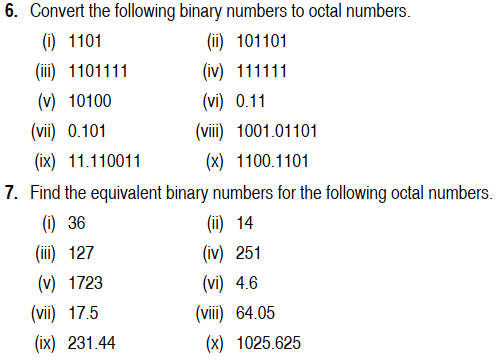 6. Convert the following binary numbers to octal numbers.
(i) 1101 (ii) 101101
(iii) 1101111 (iv) 111111
(v) 10100 (vi) 0.11
(vii) 0.101 (viii) 1001.01101
(ix) 11.110011 (x) 1100.1101
7. Find the equivalent binary numbers for the following octal numbers.
(i) 36 (ii) 14
(iii) 127 (iv) 251
(v) 1723 (vi) 4.6
(vii) 17.5 (viii) 64.05
(ix) 231.44 (x) 1025.625